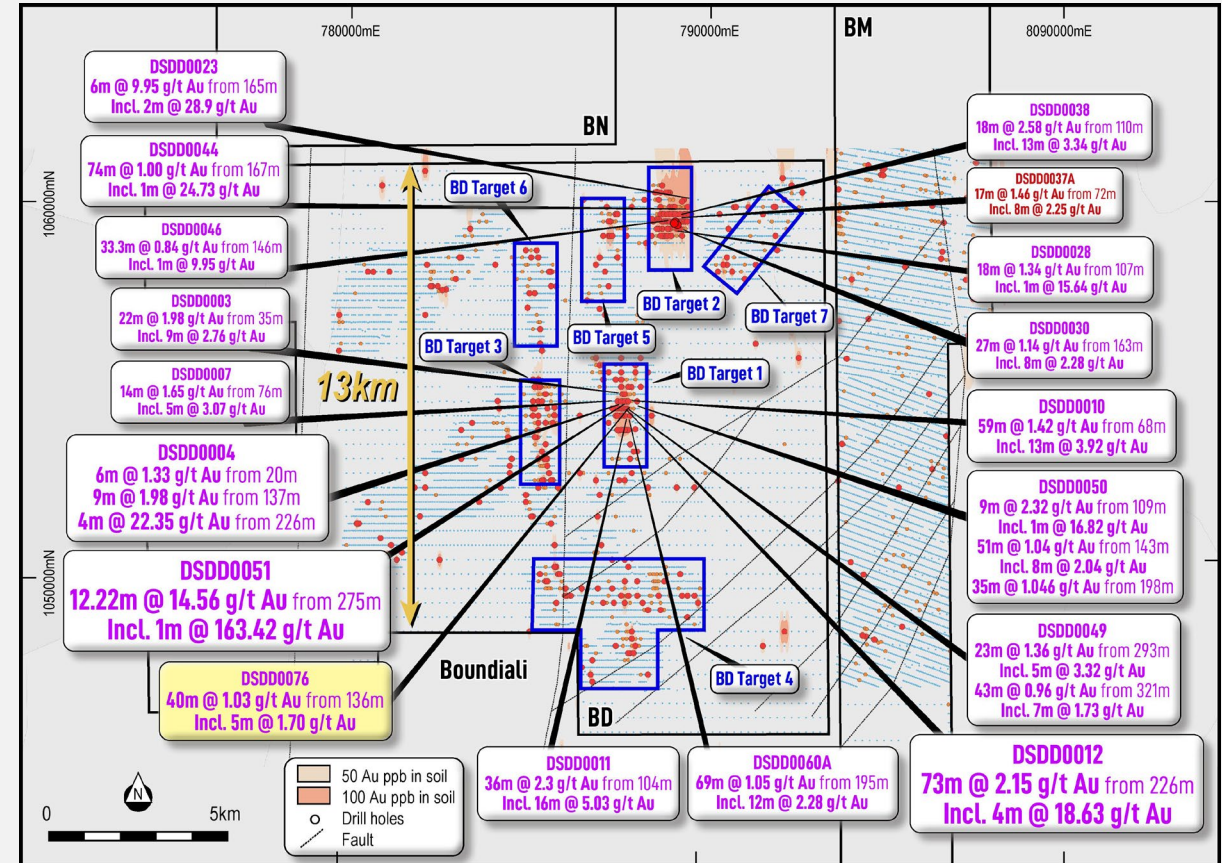 780000mE
790000mE
BM
8090000mE
DSDD0023
6m @ 9.95 g/t Au from 165m
Incl. 2m @ 28.9 g/t Au
BN
DSDD0038
18m @ 2.58 g/t Au from 110m
Incl. 13m @ 3.34 g/t Au
DSDD0044
74m @ 1.00 g/t Au from 167m
Incl. 1m @ 24.73 g/t Au
DSDD0037A
17m @ 1.46 g/t Au from 72m
Incl. 8m @ 2.25 g/t Au
1060000mN
BD Target 6
DSDD0046
33.3m @ 0.84 g/t Au from 146m
Incl. 1m @ 9.95 g/t Au
DSDD0028
18m @ 1.34 g/t Au from 107m
Incl. 1m @ 15.64 g/t Au
DSDD0003
22m @ 1.98 g/t Au from 35m
Incl. 9m @ 2.76 g/t Au
BD Target 2
BD Target 7
BD Target 5
BD Target 3
DSDD0030
27m @ 1.14 g/t Au from 163m
Incl. 8m @ 2.28 g/t Au
DSDD0007
14m @ 1.65 g/t Au from 76m
Incl. 5m @ 3.07 g/t Au
13km
BD Target 1
DSDD0010
59m @ 1.42 g/t Au from 68m
Incl. 13m @ 3.92 g/t Au
DSDD0004
6m @ 1.33 g/t Au from 20m
9m @ 1.98 g/t Au from 137m
4m @ 22.35 g/t Au from 226m
DSDD0050
9m @ 2.32 g/t Au from 109m
Incl. 1m @ 16.82 g/t Au
51m @ 1.04 g/t Au from 143m
Incl. 8m @ 2.04 g/t Au
35m @ 1.046 g/t Au from 198m
1050000mN
DSDD0051
12.22m @ 14.56 g/t Au from 275m
Incl. 1m @ 163.42 g/t Au
DSDD0049
23m @ 1.36 g/t Au from 293m
Incl. 5m @ 3.32 g/t Au
43m @ 0.96 g/t Au from 321m
Incl. 7m @ 1.73 g/t Au
Boundiali
BD Target 4
DSDD0076
40m @ 1.03 g/t Au from 136m
Incl. 5m @ 1.70 g/t Au
BD
DSDD0011
36m @ 2.3 g/t Au from 104m
Incl. 16m @ 5.03 g/t Au
DSDD0060A
69m @ 1.05 g/t Au from 195m
Incl. 12m @ 2.28 g/t Au
DSDD0012
73m @ 2.15 g/t Au from 226m
Incl. 4m @ 18.63 g/t Au
50 Au ppb in soil
100 Au ppb in soil
Drill holes
Fault
N
0 5km